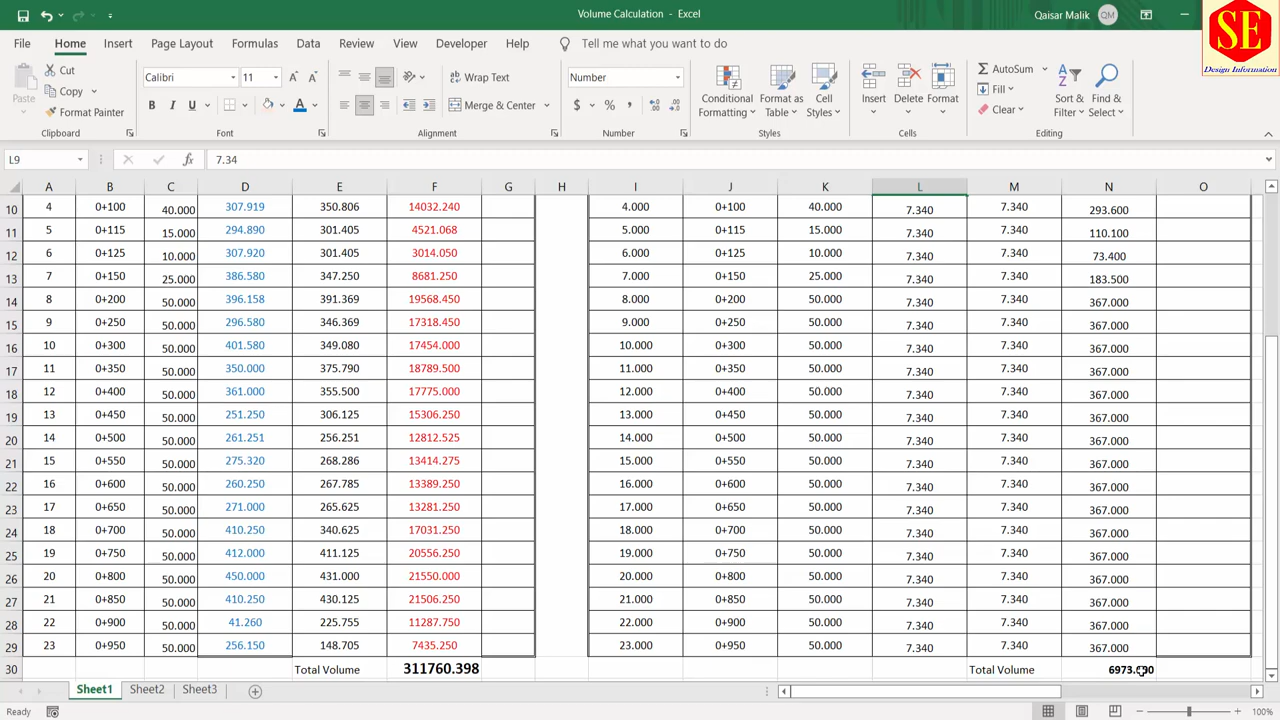 Volume Calculation - Excel
Qaisar Malik QM
SE
Design Information
File Home Insert Page Layout Formulas Data Review View Developer Help Tell me what you want to do
Cut
Copy
Format Painter
Paste
Clipboard
Calibri 11
B I U A
Font
Wrap Text
Merge & Center
Alignment
Number
$ % ,
Number
Conditional Formatting
Format as Table
Cell Styles
Styles
Insert Delete Format
Cells
AutoSum
Fill
Clear
Sort & Filter
Find & Select
Editing
L9 fx 7.34
A B C D E F G H I J K L M N O
10 4 0+100 40.000 307.919 350.806 14032.240 4.000 0+100 40.000 7.340 7.340 293.600
11 5 0+115 15.000 294.890 301.405 4521.068 5.000 0+115 15.000 7.340 7.340 110.100
12 6 0+125 10.000 307.920 301.405 3014.050 6.000 0+125 10.000 7.340 7.340 73.400
13 7 0+150 25.000 386.580 347.250 8681.250 7.000 0+150 25.000 7.340 7.340 183.500
14 8 0+200 50.000 396.158 391.369 19568.450 8.000 0+200 50.000 7.340 7.340 367.000
15 9 0+250 50.000 296.580 346.369 17318.450 9.000 0+250 50.000 7.340 7.340 367.000
16 10 0+300 50.000 401.580 349.080 17454.000 10.000 0+300 50.000 7.340 7.340 367.000
17 11 0+350 50.000 350.000 375.790 18789.500 11.000 0+350 50.000 7.340 7.340 367.000
18 12 0+400 50.000 361.000 355.500 17775.000 12.000 0+400 50.000 7.340 7.340 367.000
19 13 0+450 50.000 251.250 306.125 15306.250 13.000 0+450 50.000 7.340 7.340 367.000
20 14 0+500 50.000 261.251 256.251 12812.525 14.000 0+500 50.000 7.340 7.340 367.000
21 15 0+550 50.000 275.320 268.286 13414.275 15.000 0+550 50.000 7.340 7.340 367.000
22 16 0+600 50.000 260.250 267.785 13389.250 16.000 0+600 50.000 7.340 7.340 367.000
23 17 0+650 50.000 271.000 265.625 13281.250 17.000 0+650 50.000 7.340 7.340 367.000
24 18 0+700 50.000 410.250 340.625 17031.250 18.000 0+700 50.000 7.340 7.340 367.000
25 19 0+750 50.000 412.000 411.125 20556.250 19.000 0+750 50.000 7.340 7.340 367.000
26 20 0+800 50.000 450.000 431.000 21550.000 20.000 0+800 50.000 7.340 7.340 367.000
27 21 0+850 50.000 410.250 430.125 21506.250 21.000 0+850 50.000 7.340 7.340 367.000
28 22 0+900 50.000 41.260 225.755 11287.750 22.000 0+900 50.000 7.340 7.340 367.000
29 23 0+950 50.000 256.150 148.705 7435.250 23.000 0+950 50.000 7.340 7.340 367.000
30 Total Volume 311760.398 Total Volume
Sheet1 Sheet2 Sheet3
Ready 100%